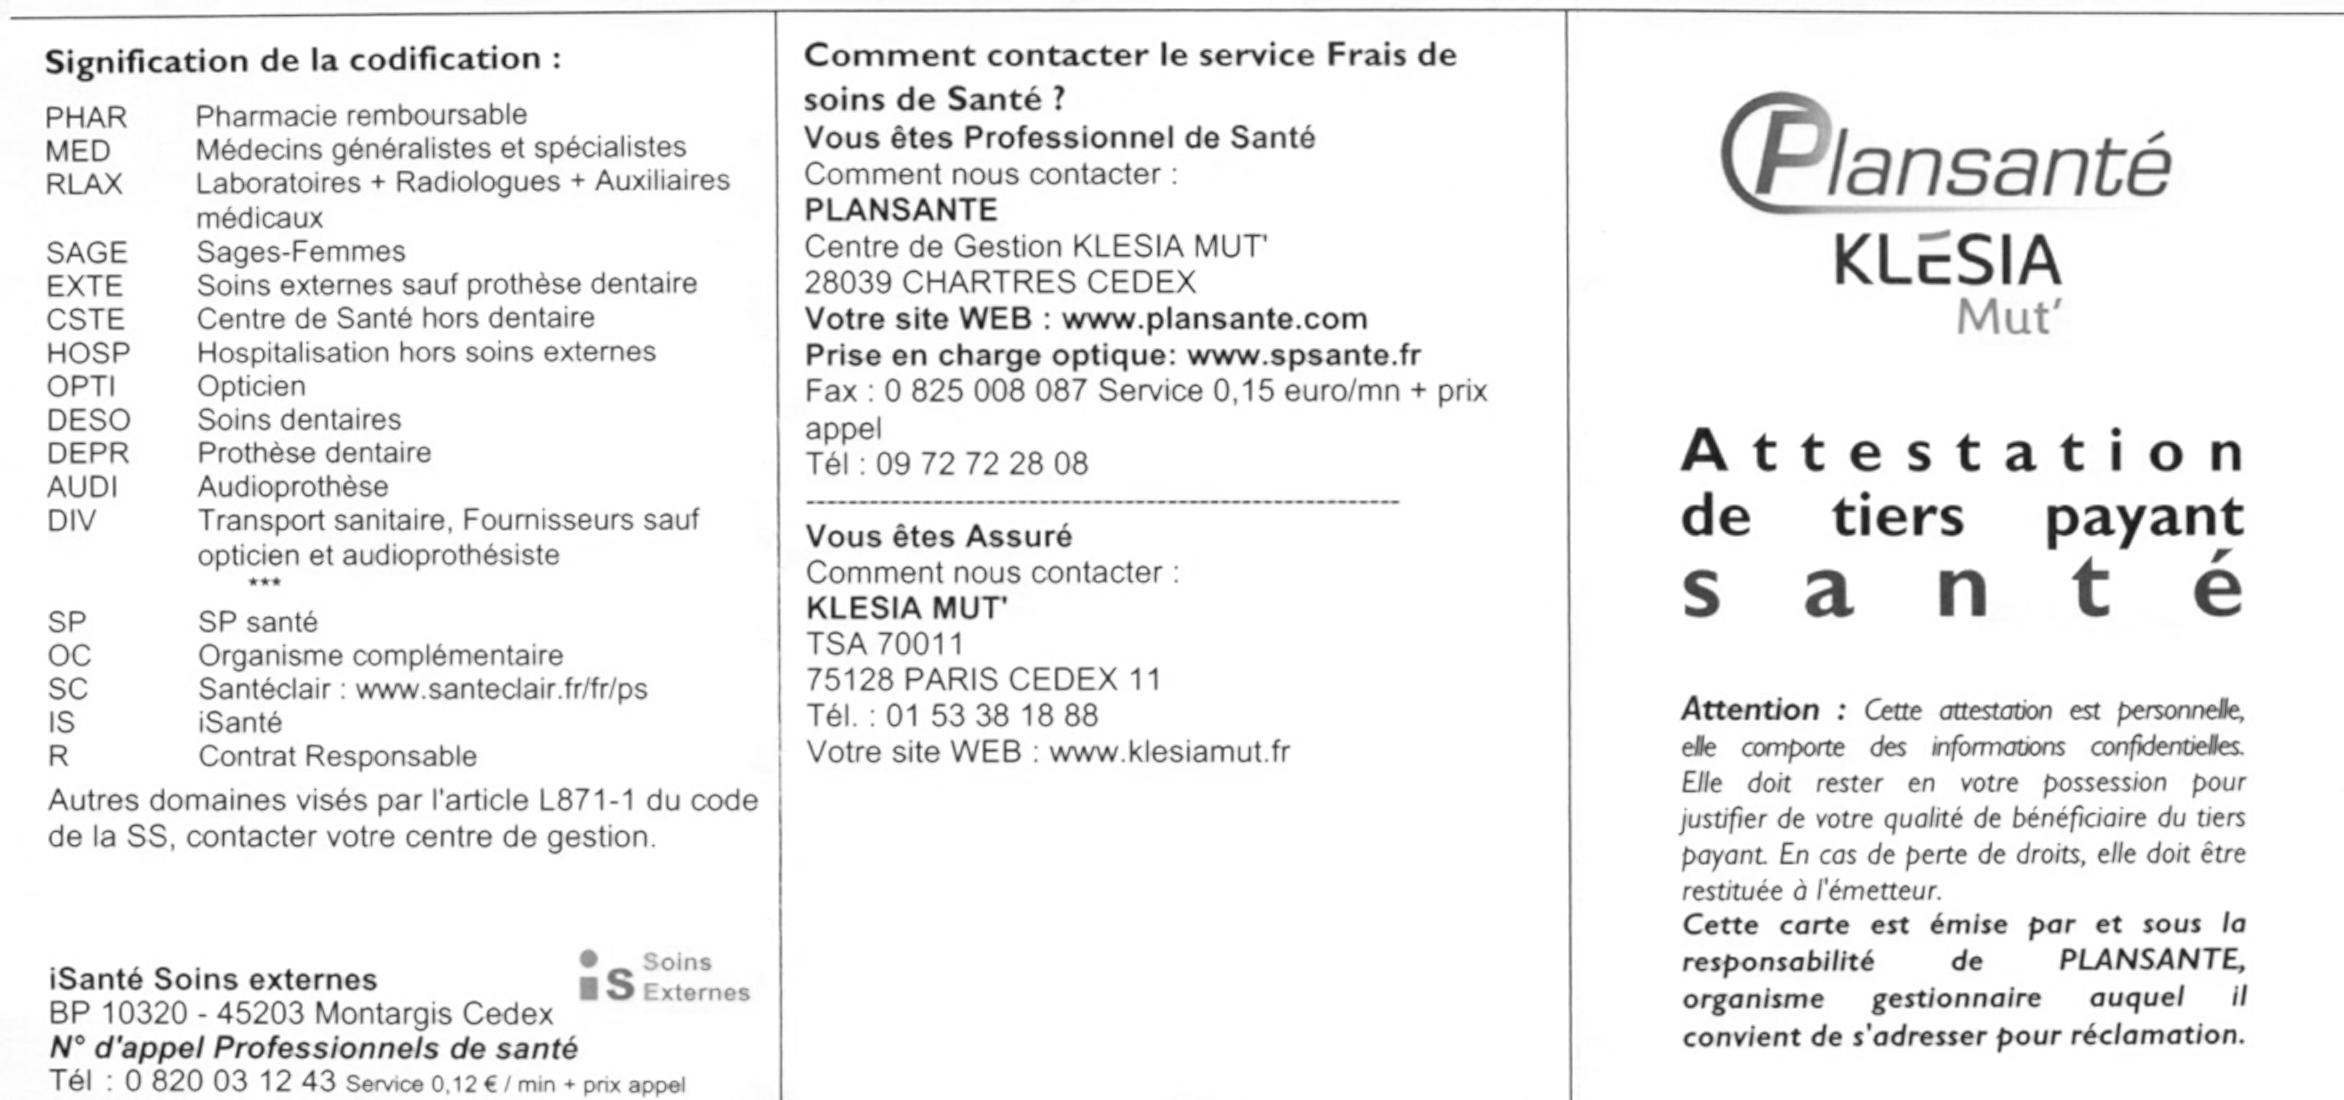 Signification de la codification :
PHAR Pharmacie remboursable
MED Médecins généralistes et spécialistes
RLAX Laboratoires + Radiologues + Auxiliaires
médicaux
SAGE Sages-Femmes
EXTE Soins externes sauf prothèse dentaire
CSTE Centre de Santé hors dentaire
HOSP Hospitalisation hors soins externes
OPTI Opticien
DESO Soins dentaires
DEPR Prothèse dentaire
AUDI Audioprothèse
DIV Transport sanitaire, Fournisseurs sauf
opticien et audioprothésiste
***
SP SP santé
OC Organisme complémentaire
SC Santéclair : www.santeclair.fr/fr/ps
IS iSanté
R Contrat Responsable
Autres domaines visés par l'article L871-1 du code
de la SS, contacter votre centre de gestion.
iSanté Soins externes
BP 10320 - 45203 Montargis Cedex
N° d'appel Professionnels de santé
Tél : 0 820 03 12 43 Service 0,12 € / min + prix appel
is Soins
Externes
Comment contacter le service Frais de
soins de Santé ?
Vous êtes Professionnel de Santé
Comment nous contacter :
PLANSANTE
Centre de Gestion KLESIA MUT'
28039 CHARTRES CEDEX
Votre site WEB : www.plansante.com
Prise en charge optique: www.spsante.fr
Fax : 0 825 008 087 Service 0,15 euro/mn + prix
appel
Tél : 09 72 72 28 08
Vous êtes Assuré
Comment nous contacter :
KLESIA MUT'
TSA 70011
75128 PARIS CEDEX 11
Tél. : 01 53 38 18 88
Votre site WEB : www.klesiamut.fr
Plansanté
KLESIA
Mut'
Attestation
de tiers payant
santé
Attention : Cette attestation est personnelle,
elle comporte des informations confidentielles.
Elle doit rester en votre possession pour
justifier de votre qualité de bénéficiaire du tiers
payant. En cas de perte de droits, elle doit être
restituée à l'émetteur.
Cette carte est émise par et sous la
responsabilité de PLANSANTE,
organisme gestionnaire auquel il
convient de s'adresser pour réclamation.